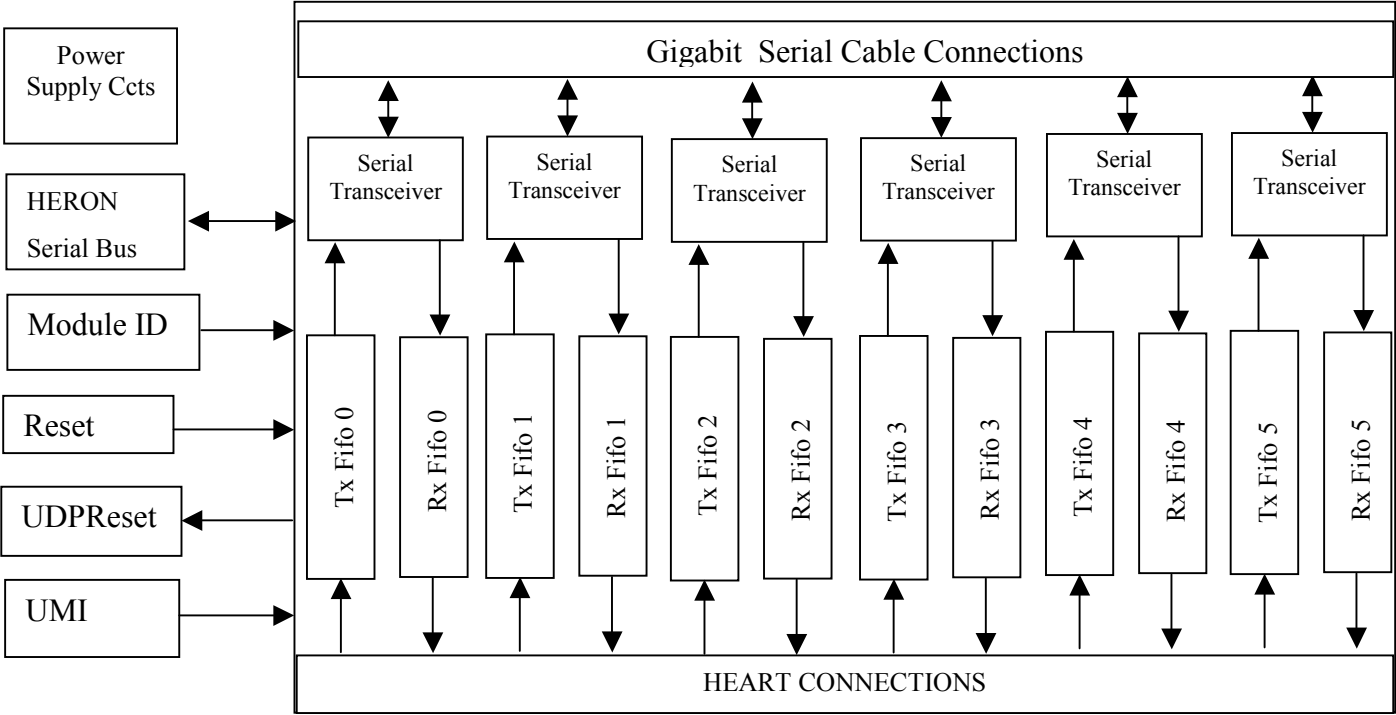 Gigabit Serial Cable Connections
Power
Supply Ccts
HERON
Serial Bus
Module ID
Reset
UDPReset
UMI
Serial
Transceiver
Serial
Transceiver
Serial
Transceiver
Serial
Transceiver
Serial
Transceiver
Serial
Transceiver
Tx Fifo 0
Rx Fifo 0
Tx Fifo 1
Rx Fifo 1
Tx Fifo 2
Rx Fifo 2
Tx Fifo 3
Rx Fifo 3
Tx Fifo 4
Rx Fifo 4
Tx Fifo 5
Rx Fifo 5
HEART CONNECTIONS